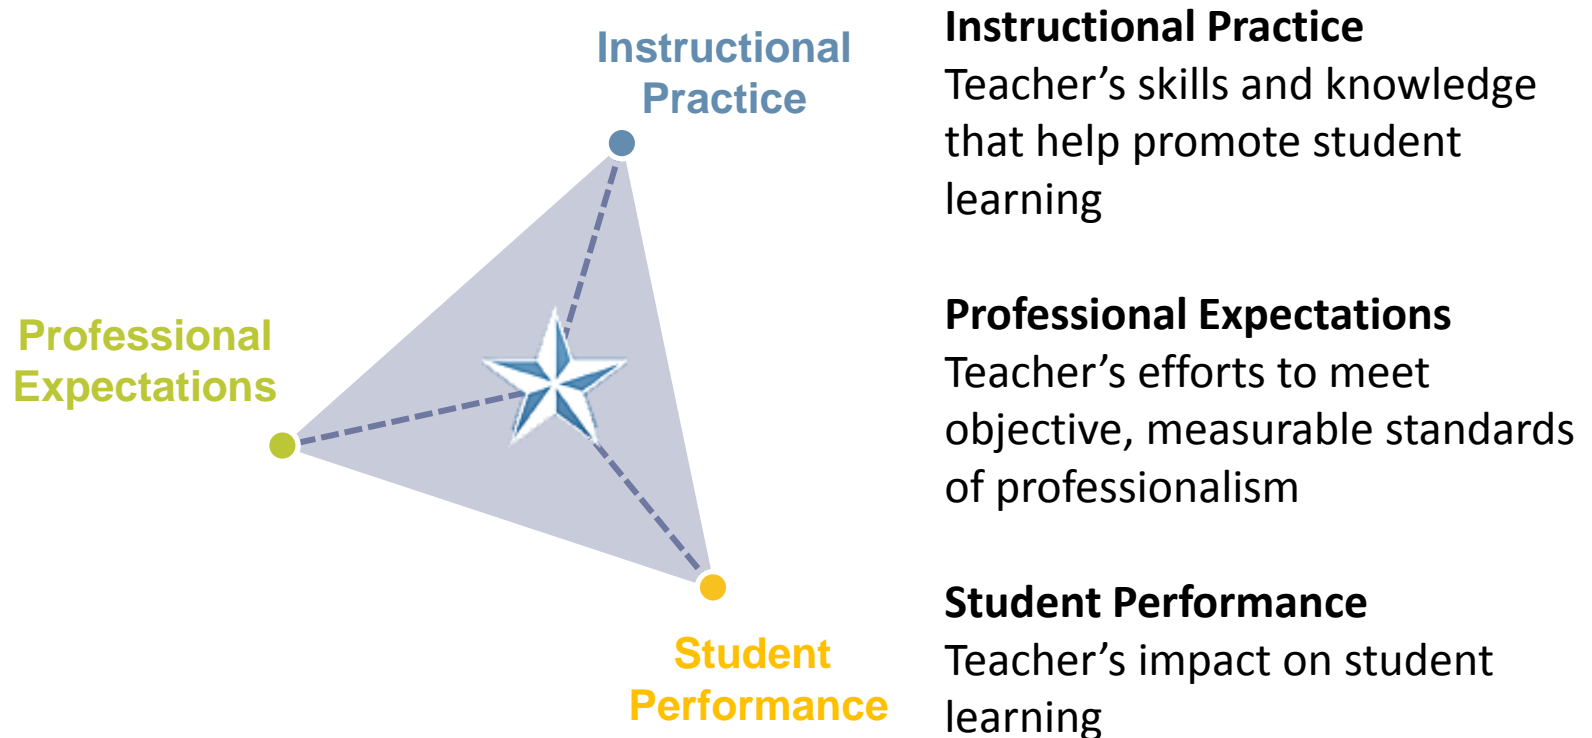 Instructional
Practice
Professional
Expectations
Student
Performance
Instructional Practice
Teacher’s skills and knowledge
that help promote student
learning
Professional Expectations
Teacher’s efforts to meet
objective, measurable standards
of professionalism
Student Performance
Teacher’s impact on student
learning